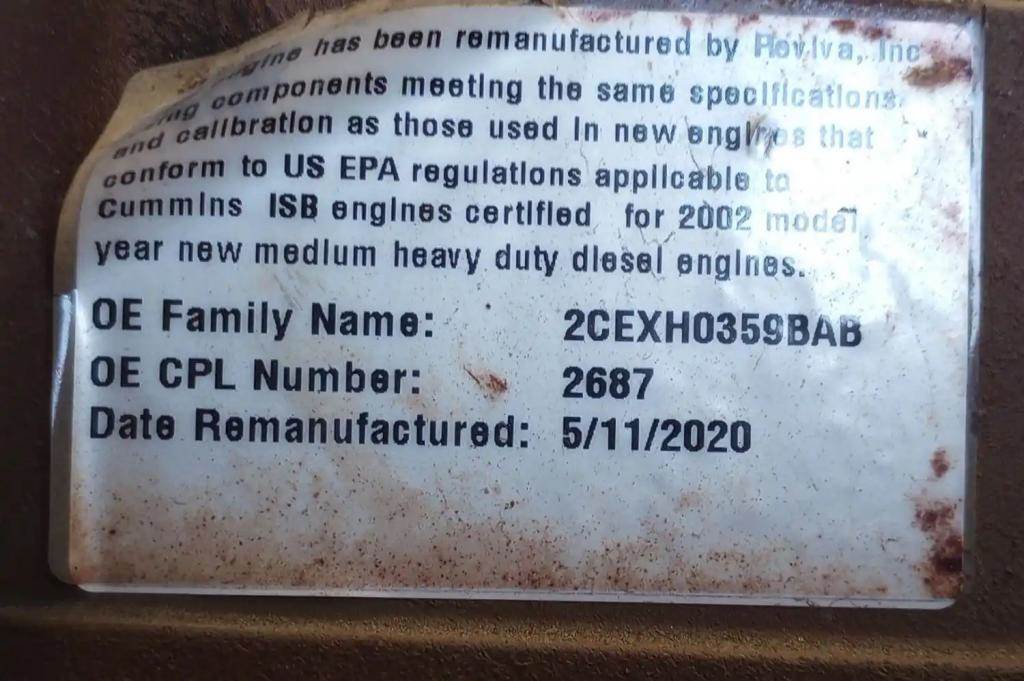 has been remanufactured by Reviva, Inc
components meeting the same specifications.
and calibration as those used in new engines that
conform to US EPA regulations applicable to
Cummins ISB engines certified for 2002 model
year new medium heavy duty diesel engines.
OE Family Name: 2CEXH0359BAB
OE CPL Number: 2687
Date Remanufactured: 5/11/2020